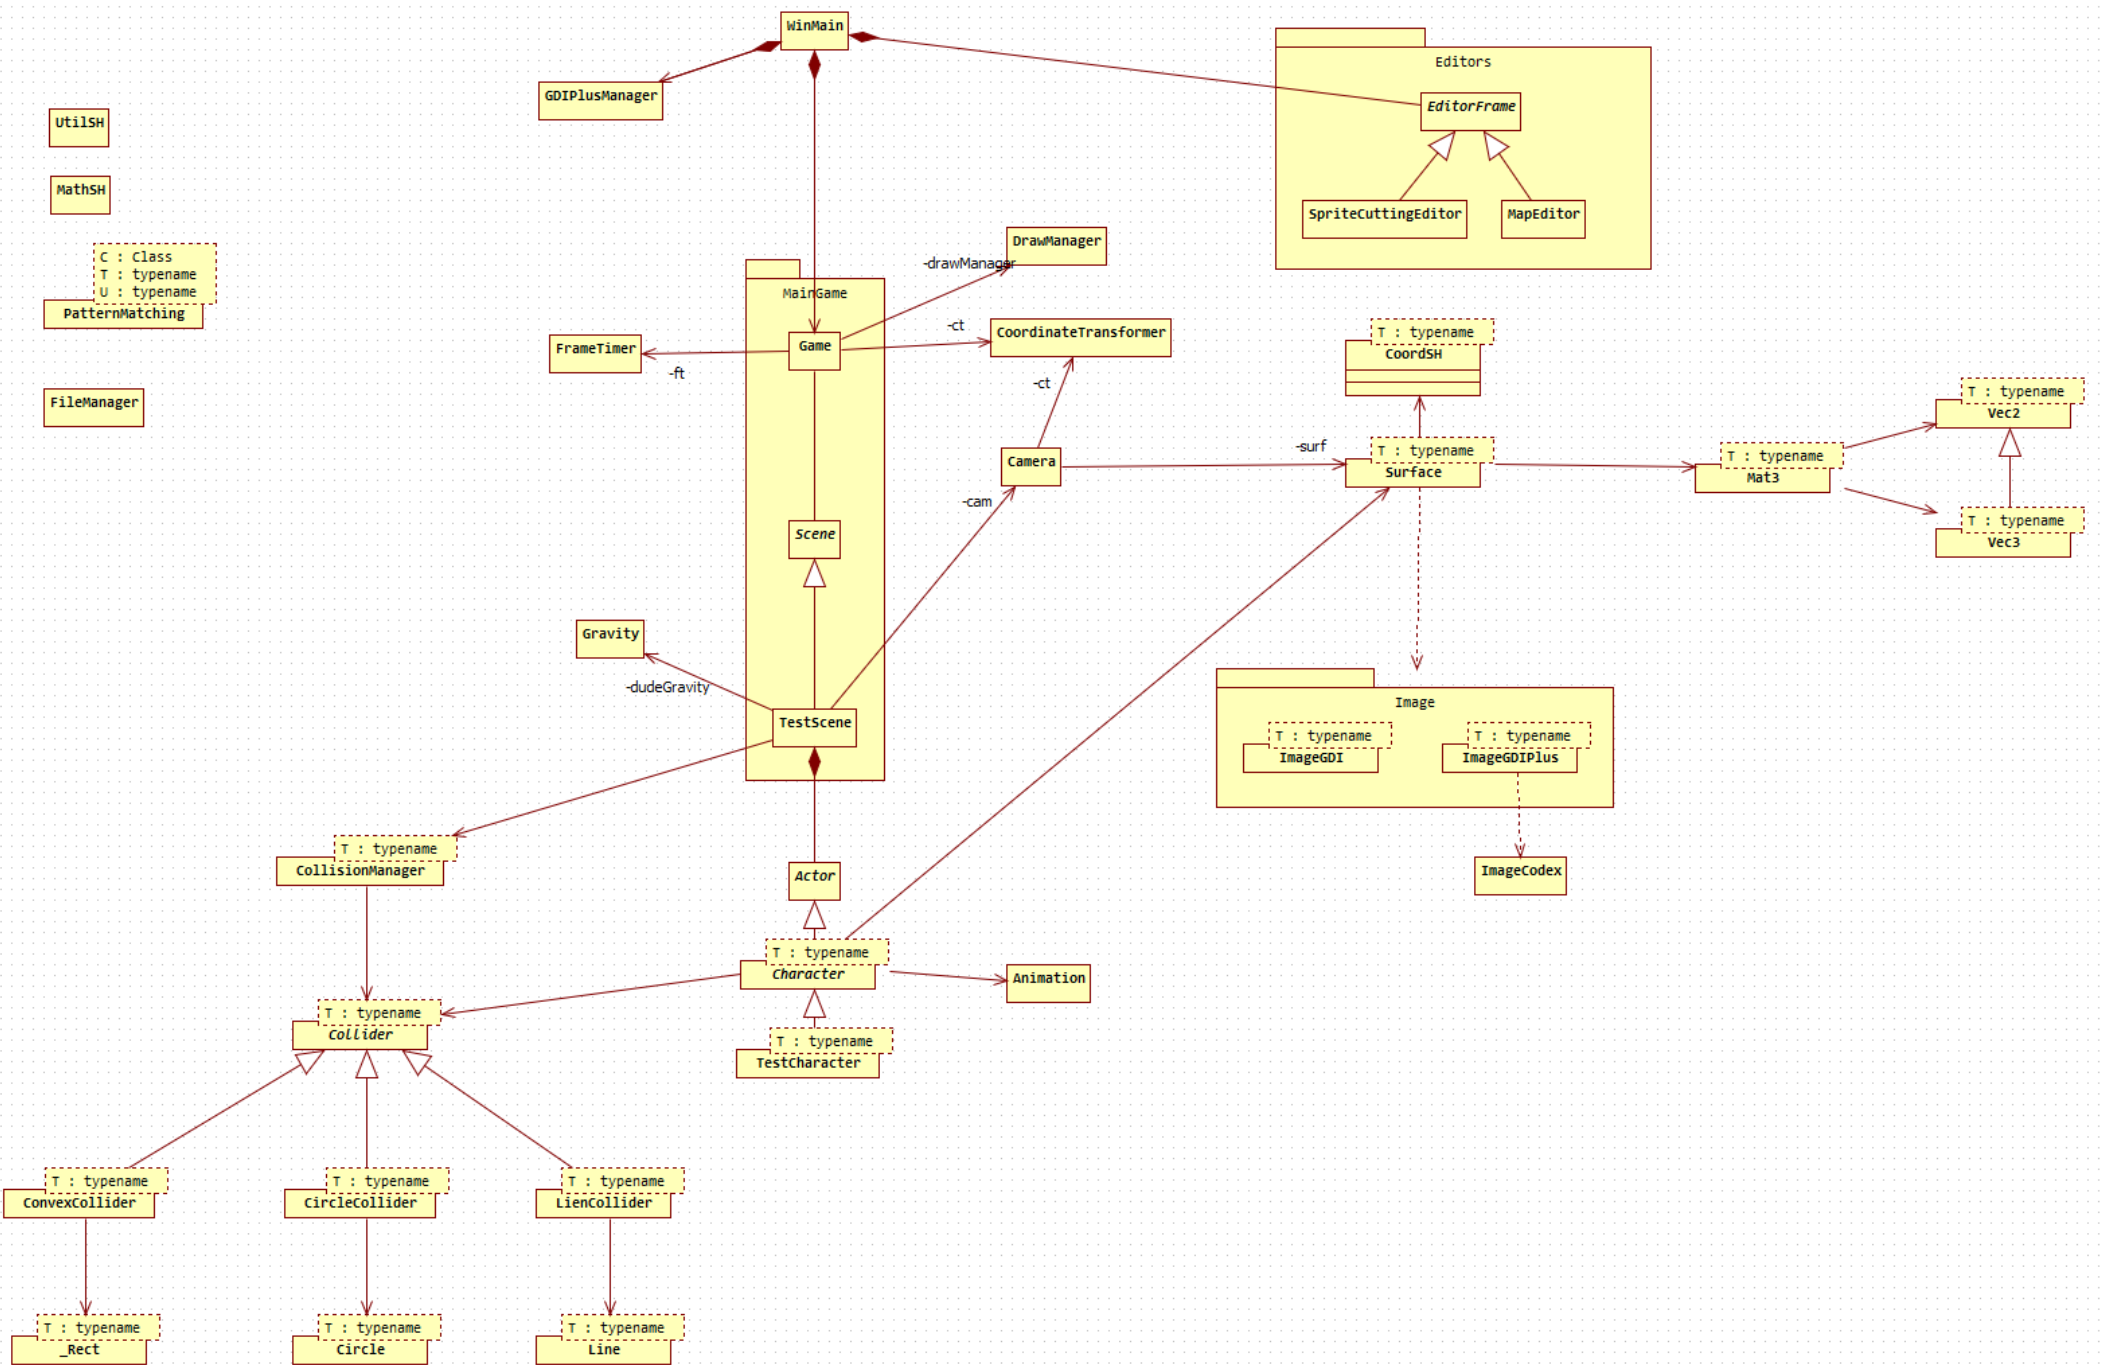 WinMain
GDIPlusManager
Editors
EditorFrame
SpriteCuttingEditor
MapEditor
UtilSH
MathSH
C : Class
T : typename
U : typename
PatternMatching
FileManager
DrawManager
-drawManager
MainGame
Game
-ct
CoordinateTransformer
FrameTimer
-ft
-ct
T : typename
CoordSH
T : typename
Vec2
Camera
-surf
T : typename
Surface
T : typename
Mat3
-cam
T : typename
Vec3
Scene
Gravity
-dudeGravity
TestScene
Image
T : typename
ImageGDI
T : typename
ImageGDIPlus
ImageCodex
T : typename
CollisionManager
Actor
T : typename
Character
Animation
T : typename
Collider
T : typename
TestCharacter
T : typename
ConvexCollider
T : typename
CircleCollider
T : typename
LienCollider
T : typename
_Rect
T : typename
Circle
T : typename
Line